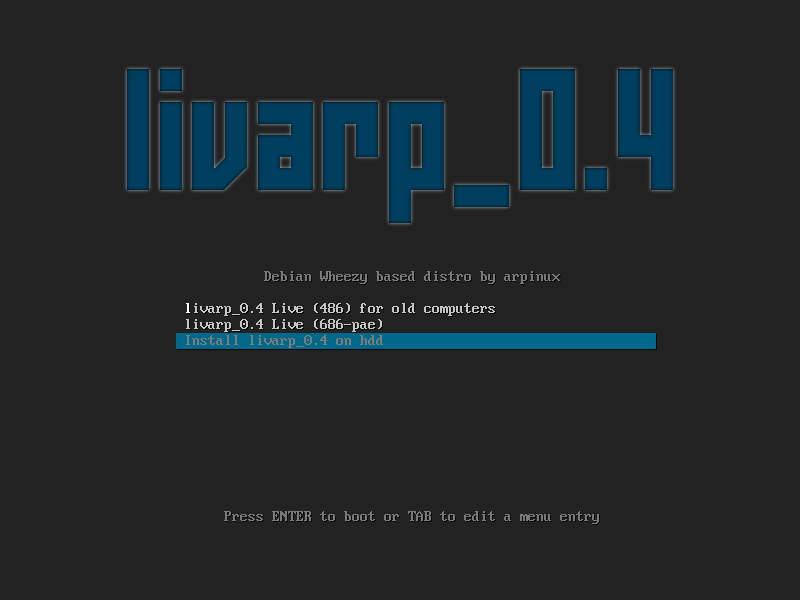 livarp_0.4
Debian Wheezy based distro by arpinux
livarp_0.4 Live (486) for old computers
livarp_0.4 Live (686-pae)
Install livarp_0.4 on hdd
Press ENTER to boot or TAB to edit a menu entry